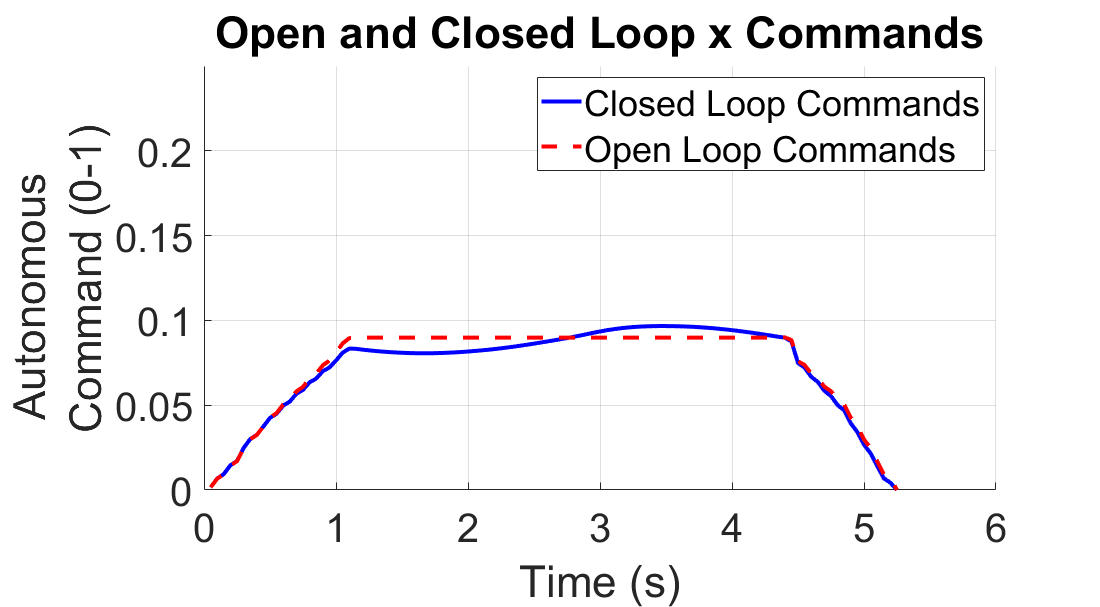 Open and Closed Loop x Commands
Closed Loop Commands
Open Loop Commands
Autonomous
Command (0-1)
0.2
0.15
0.1
0.05
0
0 1 2 3 4 5 6
Time (s)